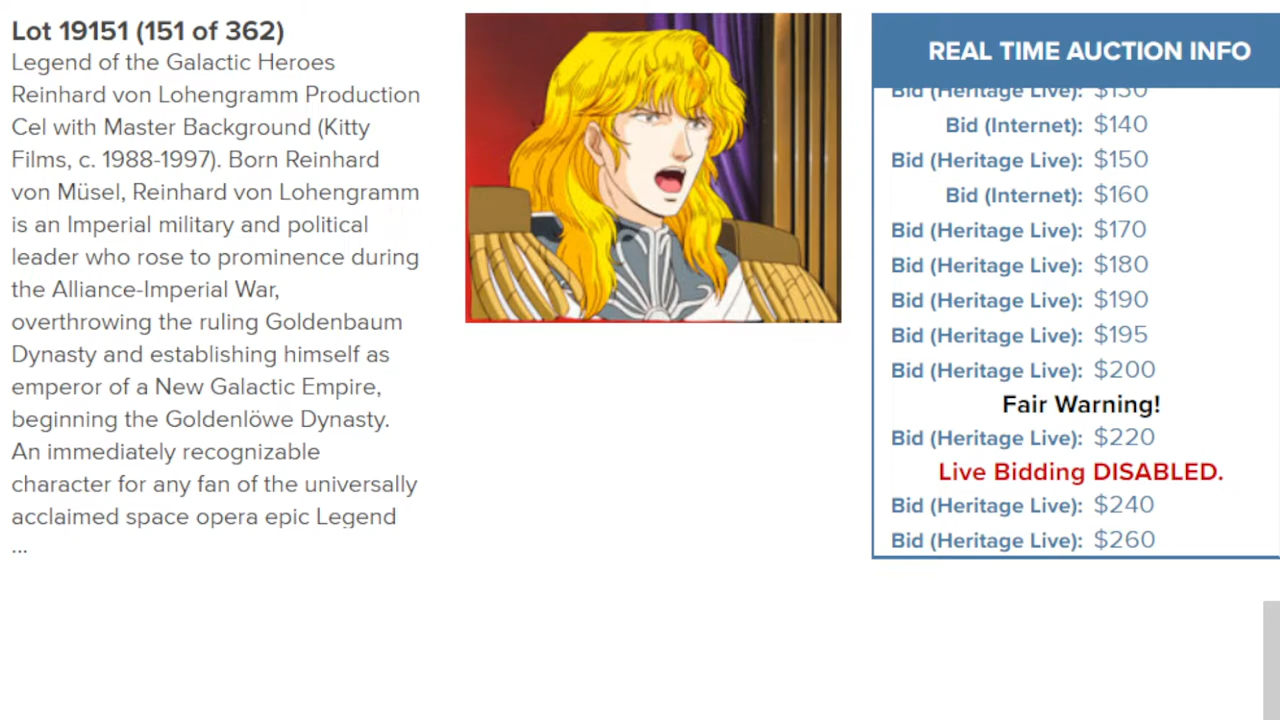 Lot 19151 (151 of 362)
Legend of the Galactic Heroes
Reinhard von Lohengramm Production
Cel with Master Background (Kitty
Films, c. 1988-1997). Born Reinhard
von Müsel, Reinhard von Lohengramm
is an Imperial military and political
leader who rose to prominence during
the Alliance-Imperial War,
overthrowing the ruling Goldenbaum
Dynasty and establishing himself as
emperor of a New Galactic Empire,
beginning the Goldenlöwe Dynasty.
An immediately recognizable
character for any fan of the universally
acclaimed space opera epic Legend
...
REAL TIME AUCTION INFO
Bid (Heritage Live): $130
Bid (Internet): $140
Bid (Heritage Live): $150
Bid (Internet): $160
Bid (Heritage Live): $170
Bid (Heritage Live): $180
Bid (Heritage Live): $190
Bid (Heritage Live): $195
Bid (Heritage Live): $200
Fair Warning!
Bid (Heritage Live): $220
Live Bidding DISABLED.
Bid (Heritage Live): $240
Bid (Heritage Live): $260